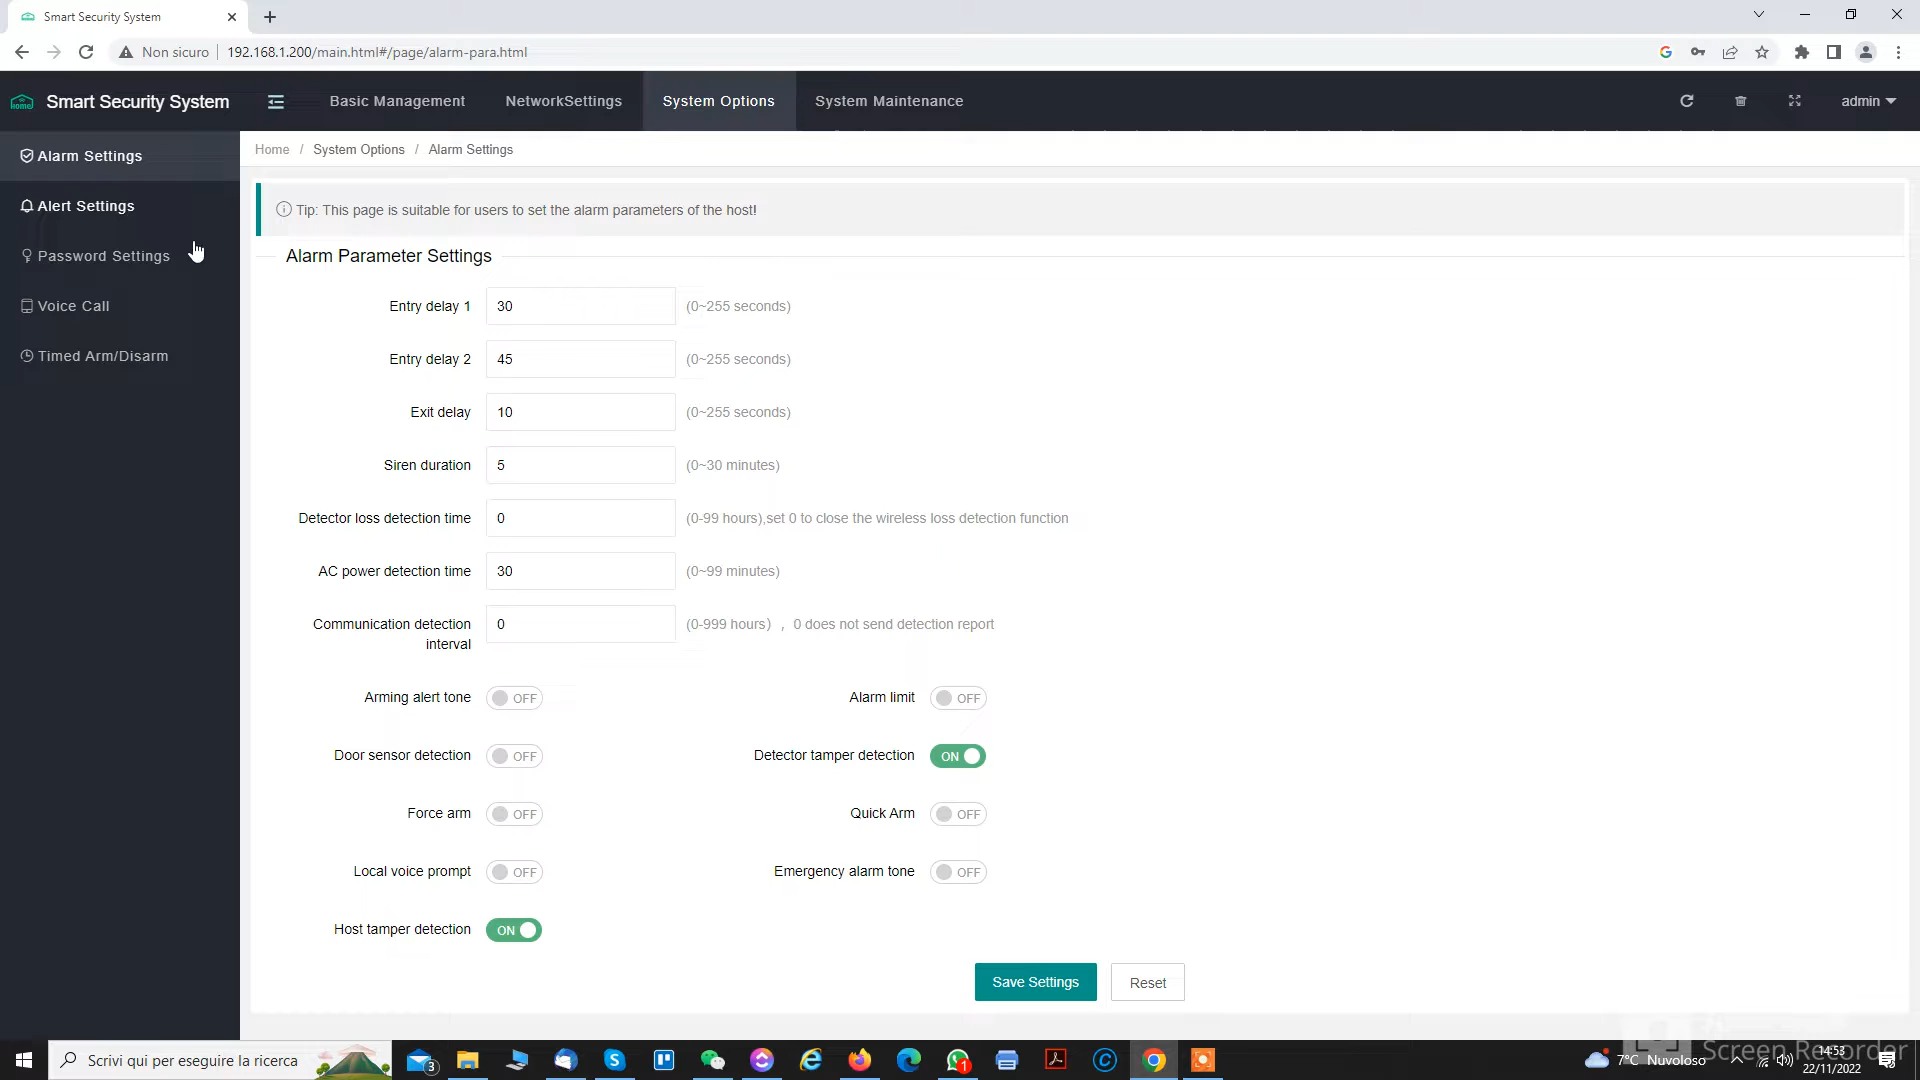 Smart Security System
Non sicuro
192.168.1.200/main.html#/page/alarm-para.html
HOME
Smart Security System
Basic Management
NetworkSettings
System Options
System Maintenance
admin
Alarm Settings
Alert Settings
Password Settings
Voice Call
Timed Arm/Disarm
Home / System Options / Alarm Settings
Tip: This page is suitable for users to set the alarm parameters of the host!
Alarm Parameter Settings
Entry delay 1 30 (0~255 seconds)
Entry delay 2 45 (0~255 seconds)
Exit delay 10 (0~255 seconds)
Siren duration 5 (0~30 minutes)
Detector loss detection time 0 (0-99 hours),set 0 to close the wireless loss detection function
AC power detection time 30 (0~99 minutes)
Communication detection interval 0 (0-999 hours) ，0 does not send detection report
Arming alert tone OFF Alarm limit OFF
Door sensor detection OFF Detector tamper detection ON
Force arm OFF Quick Arm OFF
Local voice prompt OFF Emergency alarm tone OFF
Host tamper detection ON
Save Settings Reset
Scrivi qui per eseguire la ricerca
3
1
7°C Nuvoloso
14:53
22/11/2022
Screen Recorder